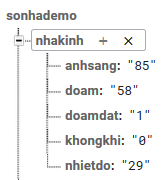 sonhademo
nhakinh
anhsang: "85"
doam: "58"
doamdat: "1"
khongkhi: "0"
nhietdo: "29"